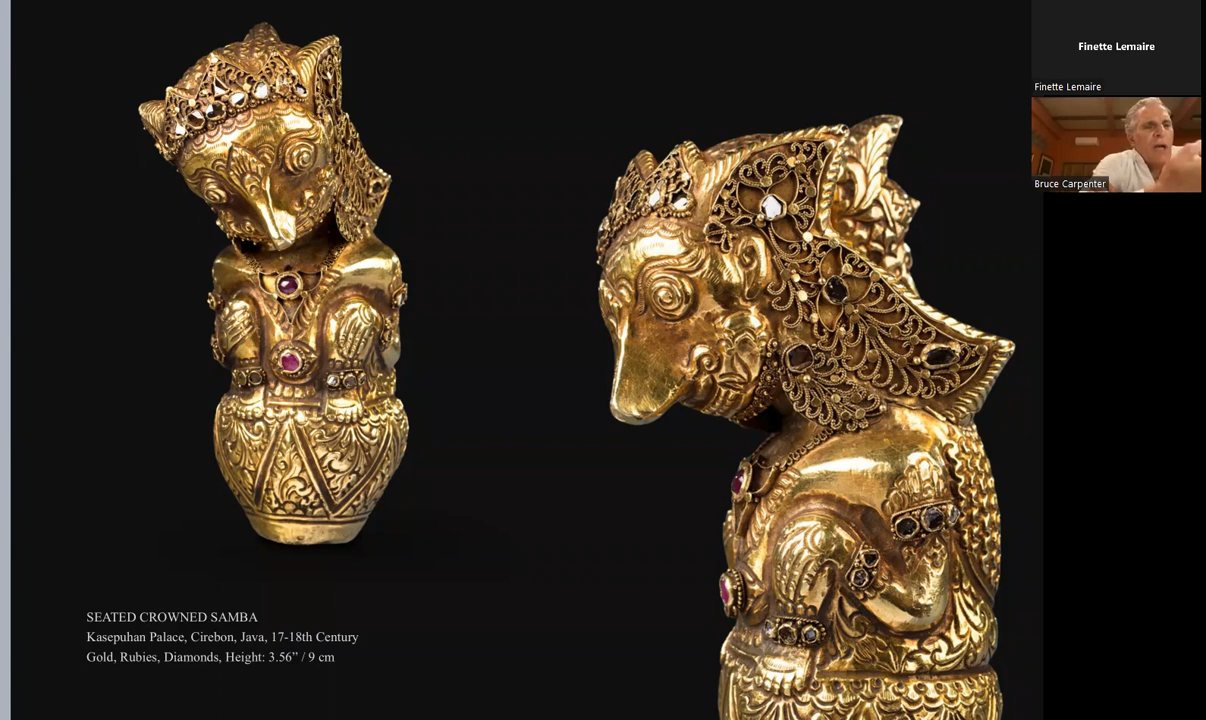 Finette Lemaire
Finette Lemaire
Bruce Carpenter
SEATED CROWNED SAMBA
Kasepuhan Palace, Cirebon, Java, 17-18th Century
Gold, Rubies, Diamonds, Height: 3.56” / 9 cm